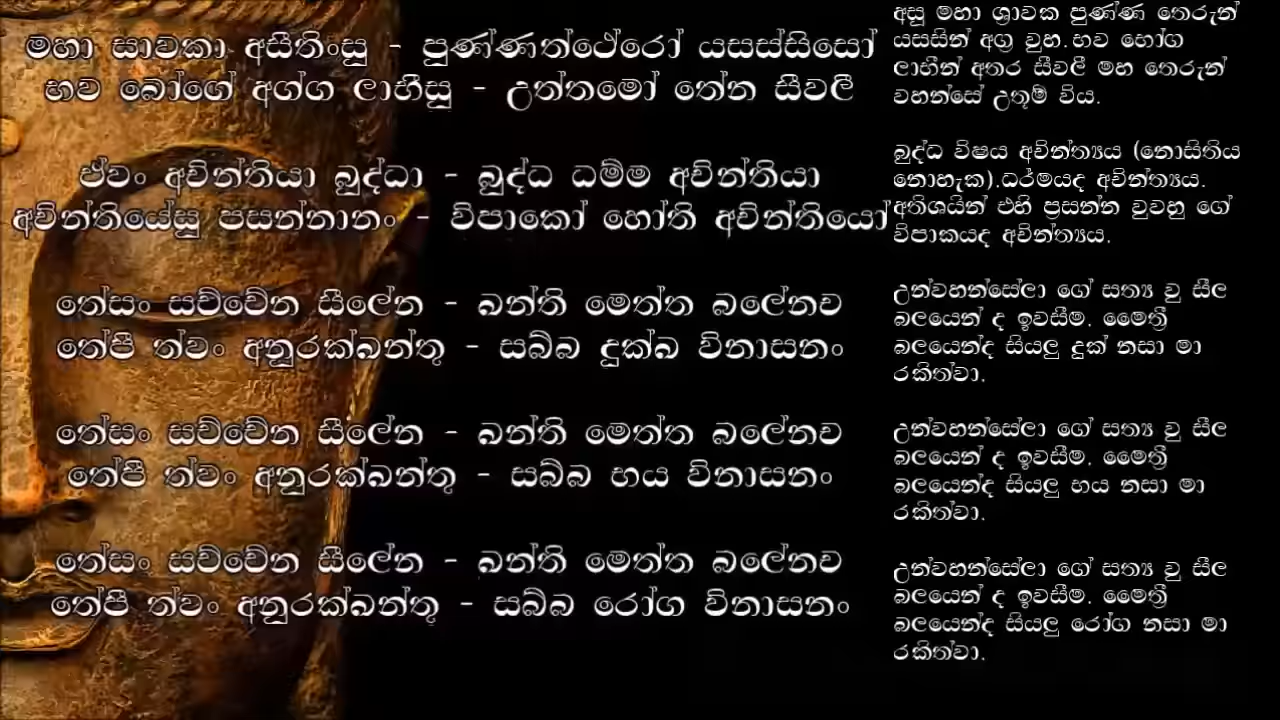 මහා සාවකා අසීතිංසු - පුණ්ණත්ථේරෝ යසස්සිසෝ
භව බෝගේ අග්ග ලාභීසු - උත්තමෝ තේන සීවලී
ඒවං අචින්තියා බුද්ධා - බුද්ධ ධම්ම අචින්තියා
අචින්තියේසු පසන්නානං - විපාකෝ හෝති අචින්තියෝ
තේසං සච්චේන සීලේන - ඛන්ති මෙත්ත බලේනච
තේපී ත්වං අනූරක්ඛන්තු - සබ්බ දුක්ඛ විනාසනං
තේසං සච්චේන සීලේන - ඛන්ති මෙත්ත බලේනච
තේපී ත්වං අනුරක්ඛන්තු - සබ්බ භය විනාසනං
තේසං සච්චේන සීලේන - ඛන්ති මෙත්ත බලේනච
තේපී ත්වං අනුරක්ඛන්තු - සබ්බ රෝග විනාසනං
අසූ මහා ශ්‍රාවක පුණ්ණ තෙරුන්
යසසින් අග්‍ර වුහ. භව භෝග
ලාභීන් අතර සීවලී මහ තෙරුන්
වහන්සේ උතූම් විය.
බුද්ධ විෂය අචින්ත්‍යය (නොසිතිය
නොහැක).ධර්මයද අචින්ත්‍යය.
අතිශයින් එහි ප්‍රසන්න වුවහු ගේ
විපාකයද අචින්ත්‍යය.
උන්වහන්සේලා ගේ සත්‍ය වු සීල
බලයෙන් ද ඉවසීම. මෛත්‍රී
බලයෙන්ද සියලු දුක් නසා මා
රකිත්වා.
උන්වහන්සේලා ගේ සත්‍ය වු සීල
බලයෙන් ද ඉවසීම. මෛත්‍රී
බලයෙන්ද සියලු භය නසා මා
රකිත්වා.
උන්වහන්සේලා ගේ සත්‍ය වු සීල
බලයෙන් ද ඉවසීම. මෛත්‍රී
බලයෙන්ද සියලු රෝග නසා මා
රකිත්වා.